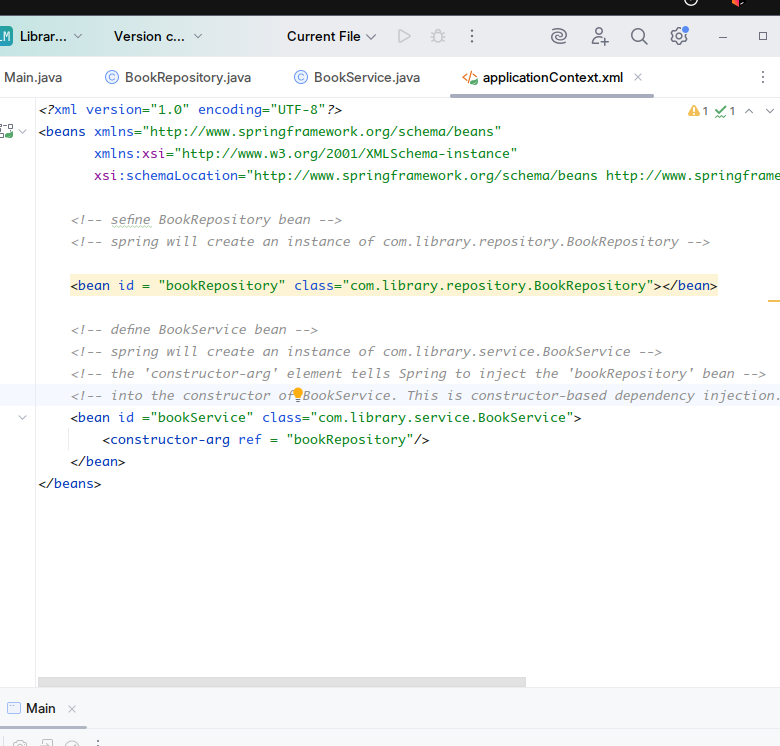 LM Librar... Version c... Current File
Main.java BookRepository.java BookService.java applicationContext.xml
<?xml version="1.0" encoding="UTF-8"?> 1 1
<beans xmlns="http://www.springframework.org/schema/beans"
xmlns:xsi="http://www.w3.org/2001/XMLSchema-instance"
xsi:schemaLocation="http://www.springframework.org/schema/beans http://www.springframe
<!-- sefine BookRepository bean -->
<!-- spring will create an instance of com.library.repository.BookRepository -->
<bean id = "bookRepository" class="com.library.repository.BookRepository"></bean>
<!-- define BookService bean -->
<!-- spring will create an instance of com.library.service.BookService -->
<!-- the 'constructor-arg' element tells Spring to inject the 'bookRepository' bean -->
<!-- into the constructor of BookService. This is constructor-based dependency injection.
<bean id ="bookService" class="com.library.service.BookService">
<constructor-arg ref = "bookRepository"/>
</bean>
</beans>
Main